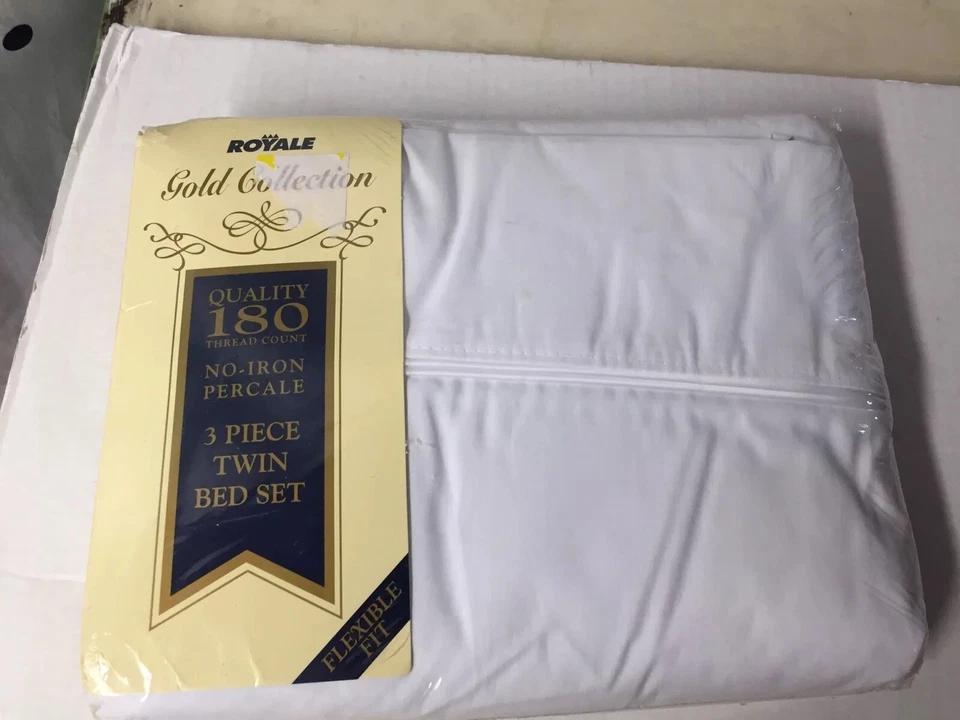 ROYALE
Gold Collection
QUALITY
180
THREAD COUNT
NO-IRON
PERCALE
3 PIECE
TWIN
BED SET
FLEXIBLE
FIT